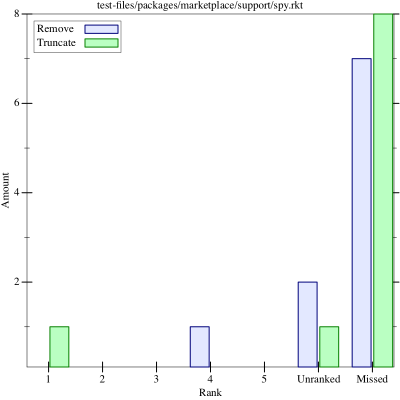 test-files/packages/marketplace/support/spy.rkt
Remove
Truncate
8
6
4
2
Amount
1 2 3 4 5 Unranked Missed
Rank